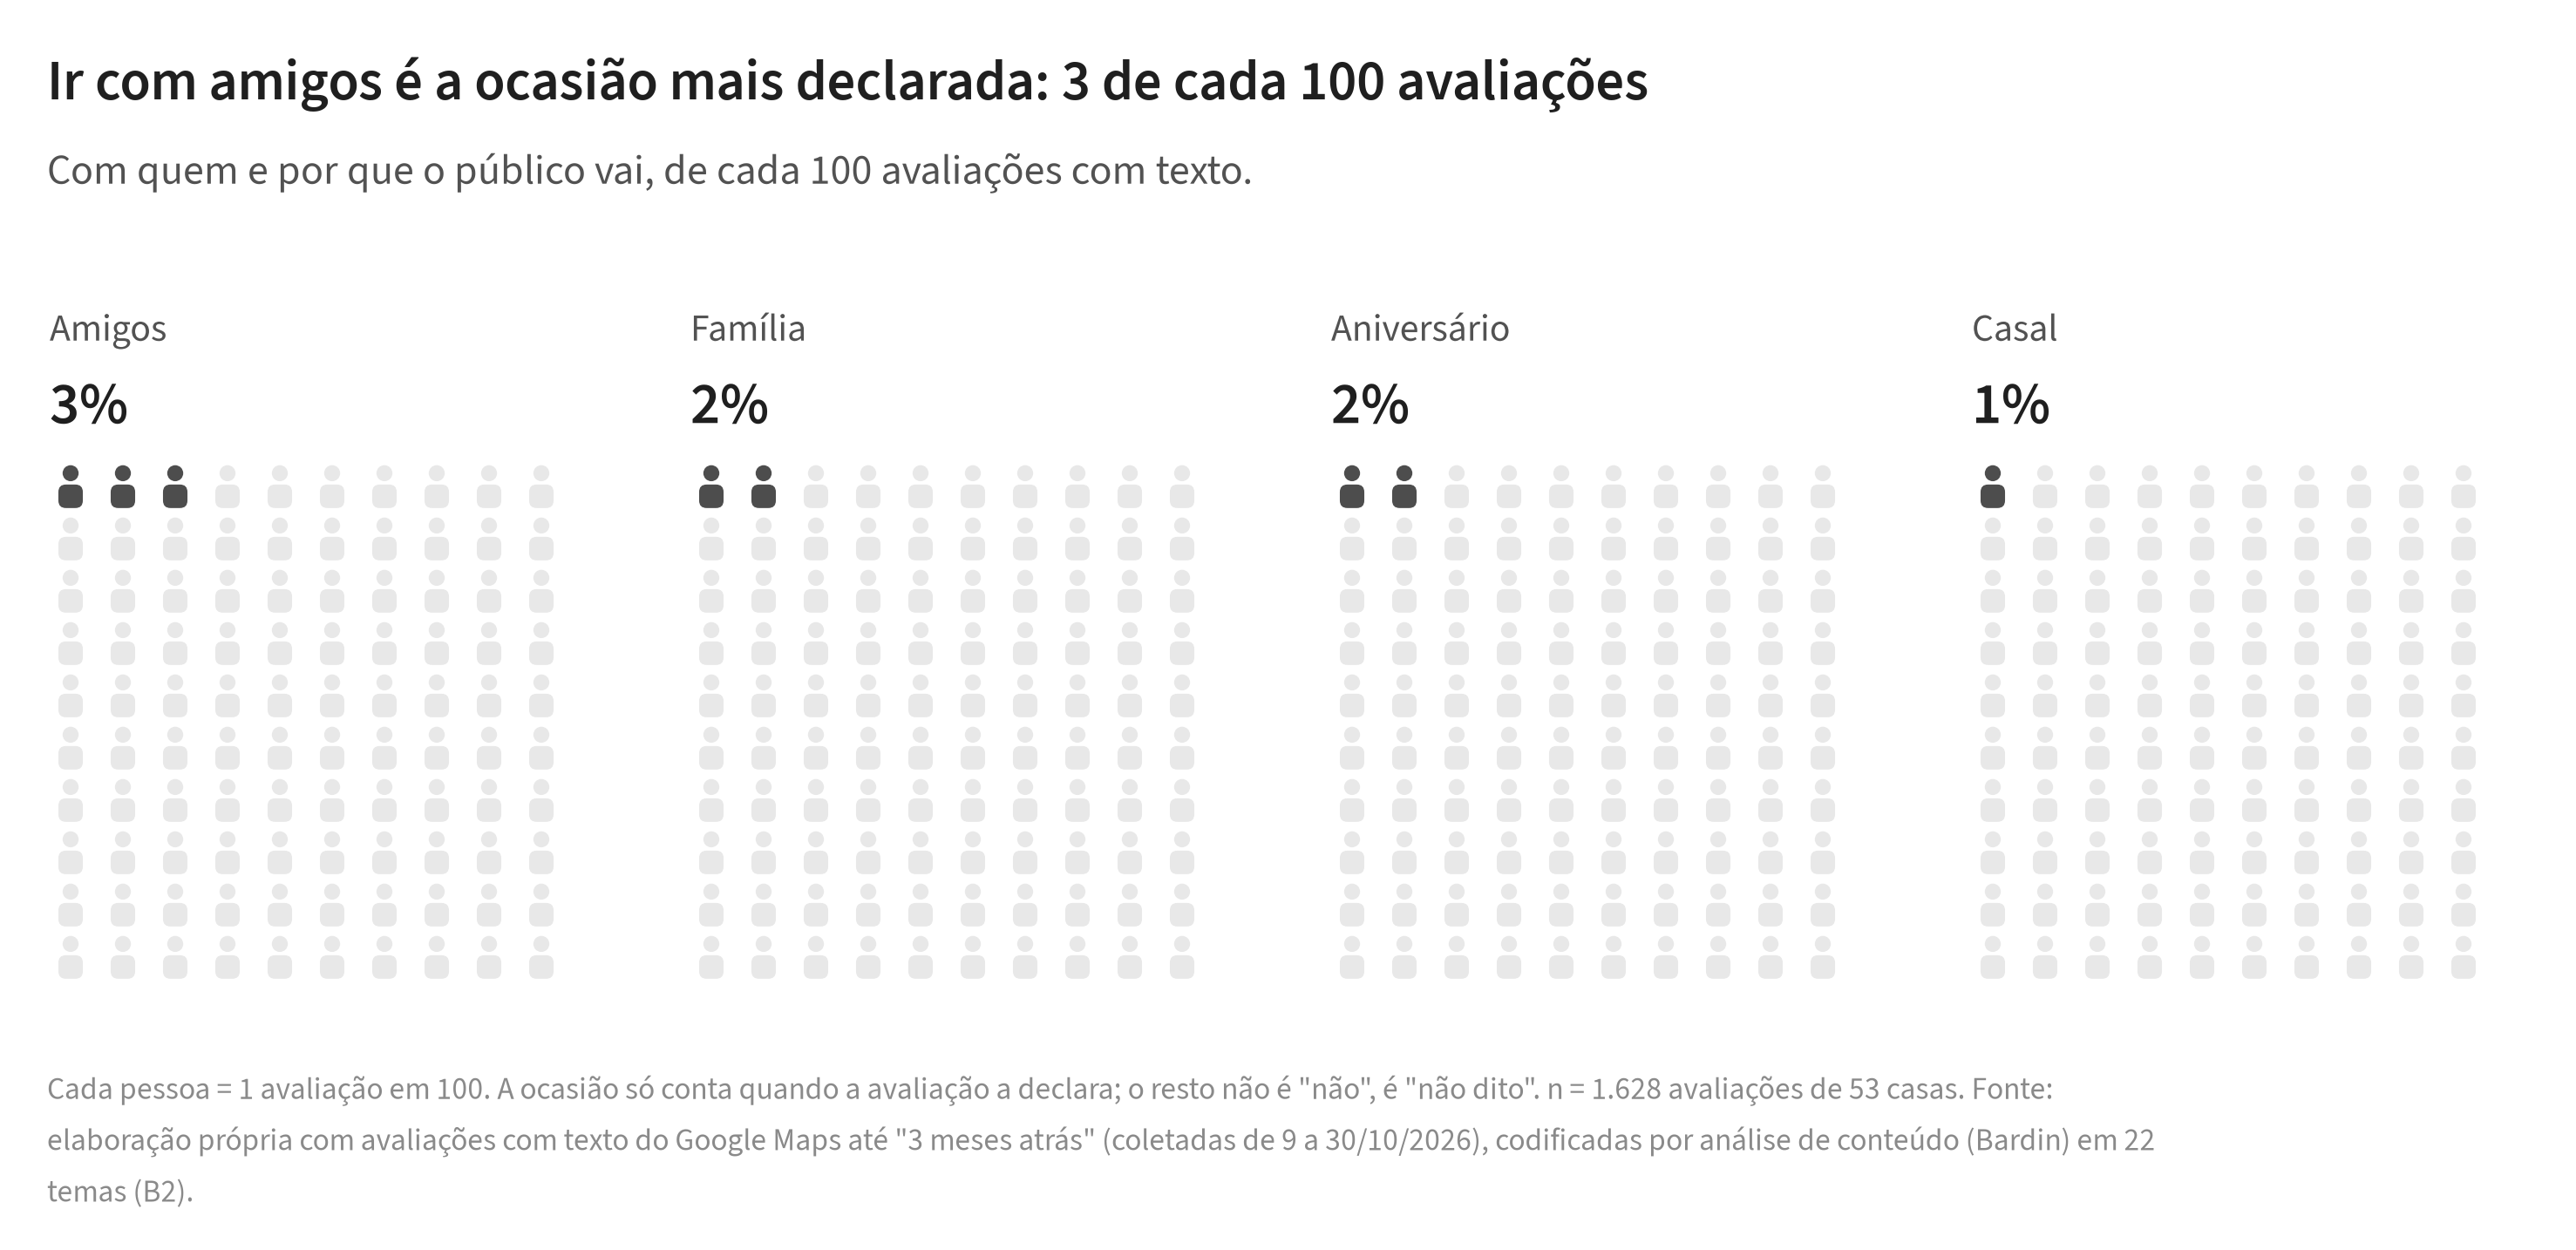 Ir com amigos é a ocasião mais declarada: 3 de cada 100 avaliações
Com quem e por que o público vai, de cada 100 avaliações com texto.
Amigos
3%
Família
2%
Aniversário
2%
Casal
1%
Cada pessoa = 1 avaliação em 100. A ocasião só conta quando a avaliação a declara; o resto não é "não", é "não dito". n = 1.628 avaliações de 53 casas. Fonte:
elaboração própria com avaliações com texto do Google Maps até "3 meses atrás" (coletadas de 9 a 30/10/2026), codificadas por análise de conteúdo (Bardin) em 22
temas (B2).